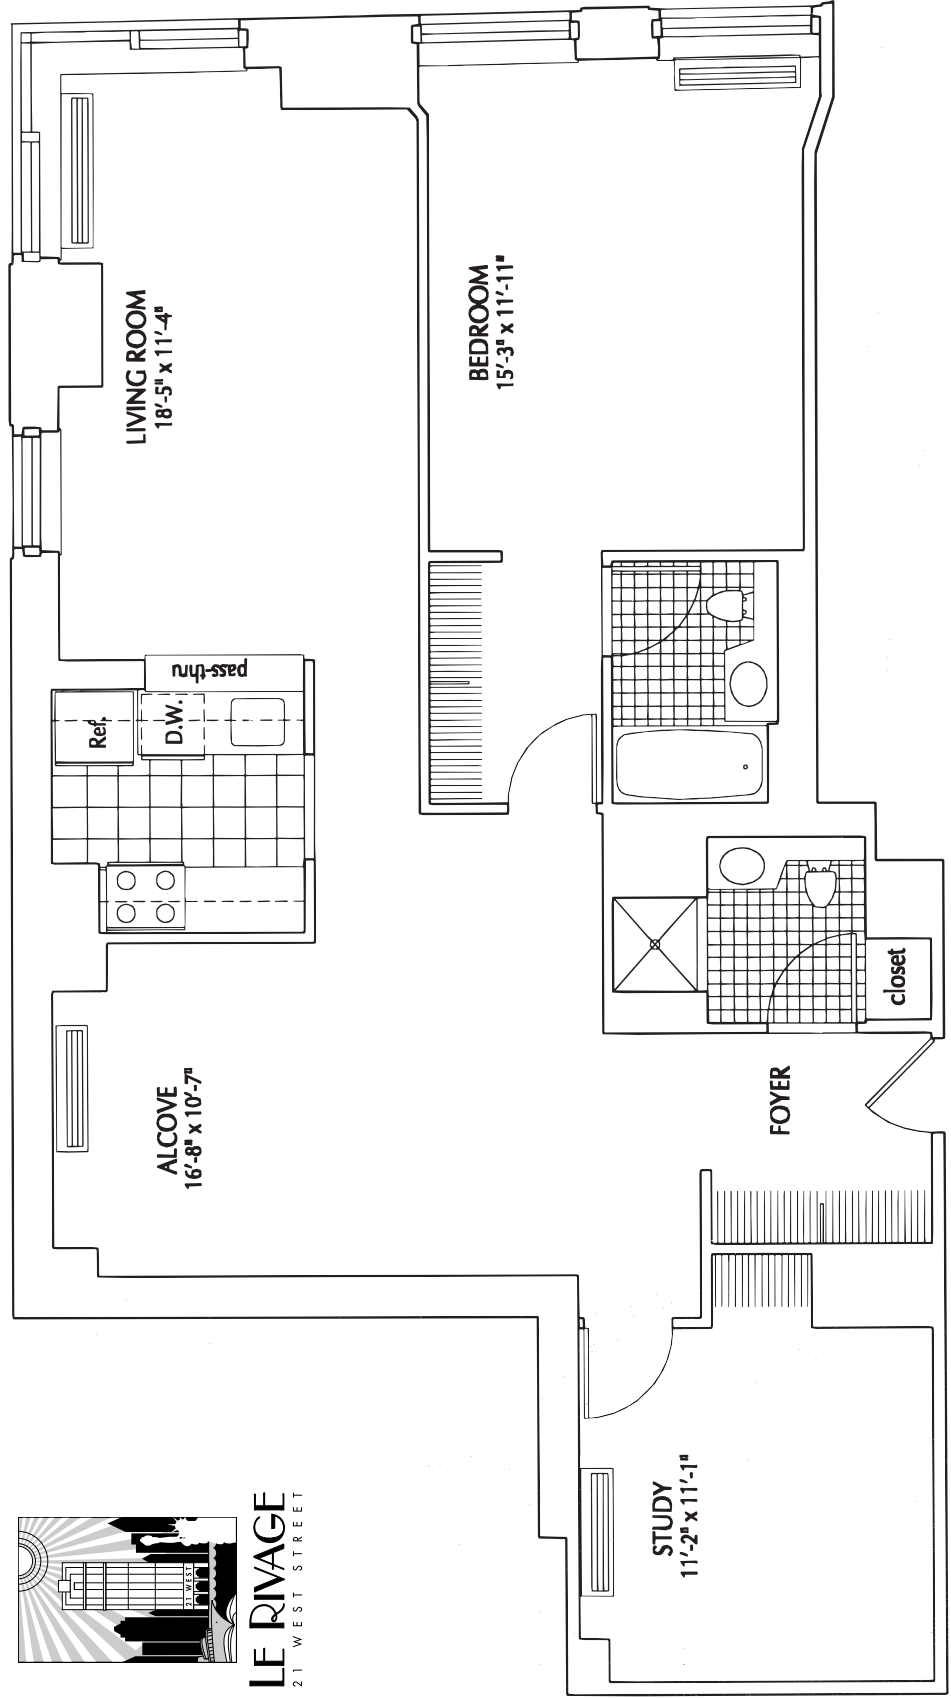 LIVING ROOM
18'-5" x 11'-4"
BEDROOM
15'-3" x 11'-11"
pass-thru
Ref.
D.W.
ALCOVE
16'-8" x 10'-7"
closet
FOYER
STUDY
11'-2" x 11'-1"
21 WEST
LE RIVAGE
21 WEST STREET